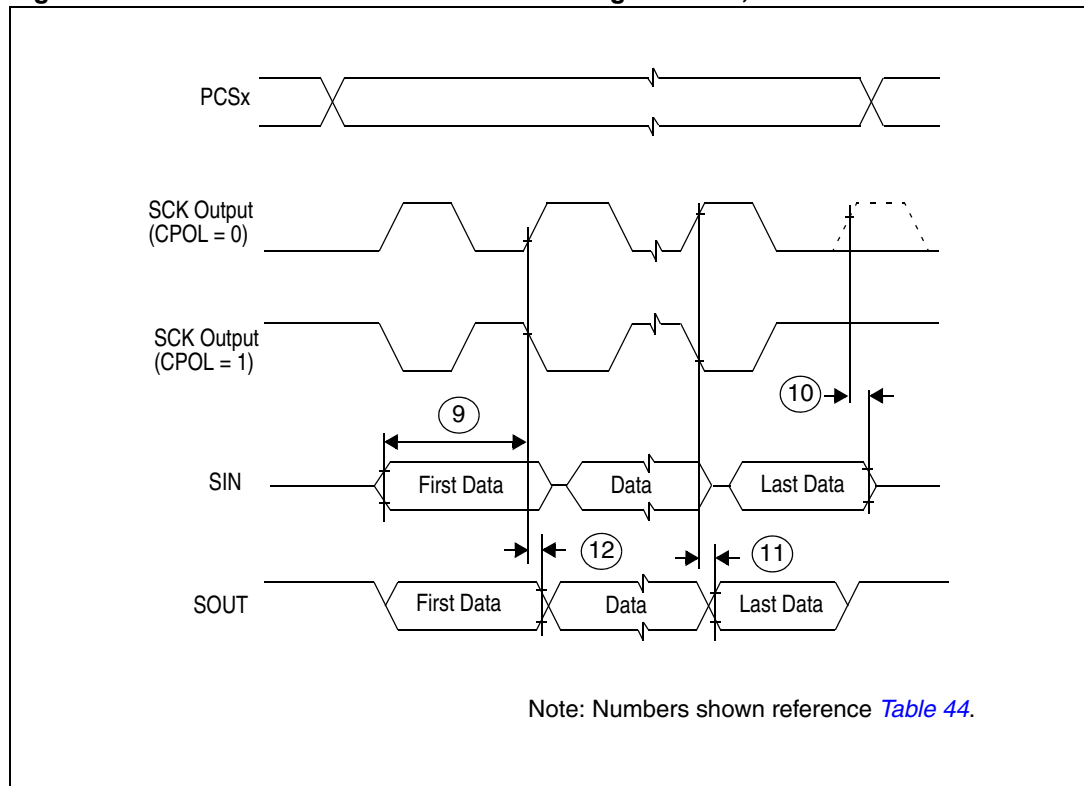 PCSx
SCK Output
(CPOL = 0)
SCK Output
(CPOL = 1)
10
9
SIN
First Data
Data
Last Data
12
11
SOUT
First Data
Data
Last Data
Note: Numbers shown reference Table 44.